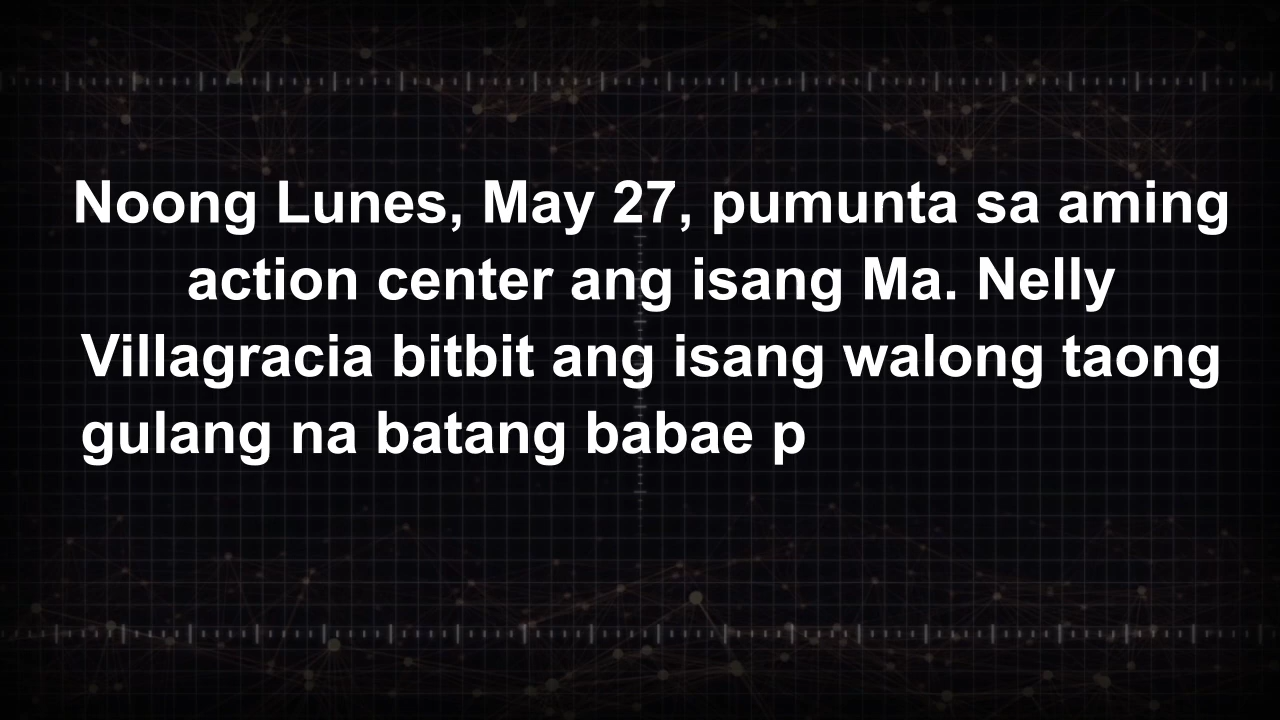 Noong Lunes, May 27, pumunta sa aming
action center ang isang Ma. Nelly
Villagracia bitbit ang isang walong taong
gulang na batang babae p